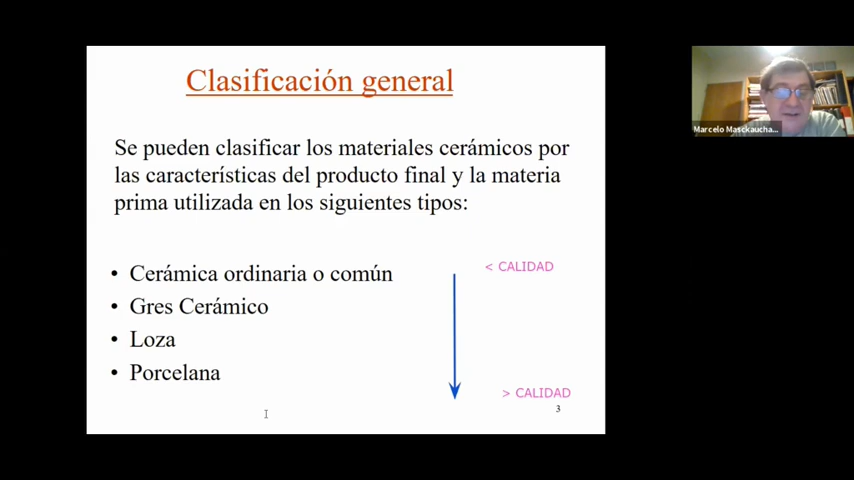 Clasificación general
Se pueden clasificar los materiales cerámicos por
las características del producto final y la materia
prima utilizada en los siguientes tipos:
• Cerámica ordinaria o común
• Gres Cerámico
• Loza
• Porcelana
< CALIDAD
> CALIDAD
3
Marcelo Masckaucha...